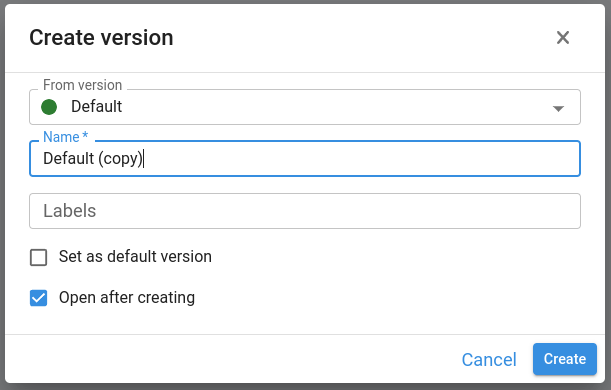 Create version
From version
Default
Name *
Default (copy)
Labels
Set as default version
Open after creating
Cancel
Create